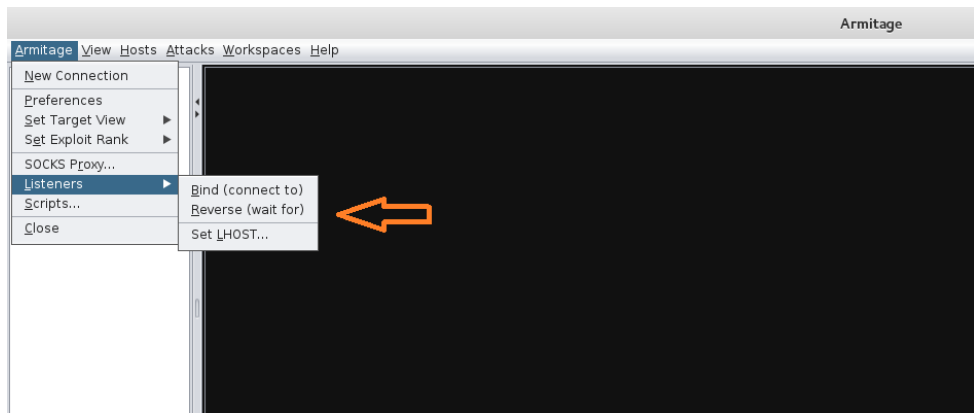 Armitage
Armitage View Hosts Attacks Workspaces Help
New Connection
Preferences
Set Target View
Set Exploit Rank
SOCKS Proxy...
Listeners
Scripts...
Close
Bind (connect to)
Reverse (wait for)
Set LHOST...